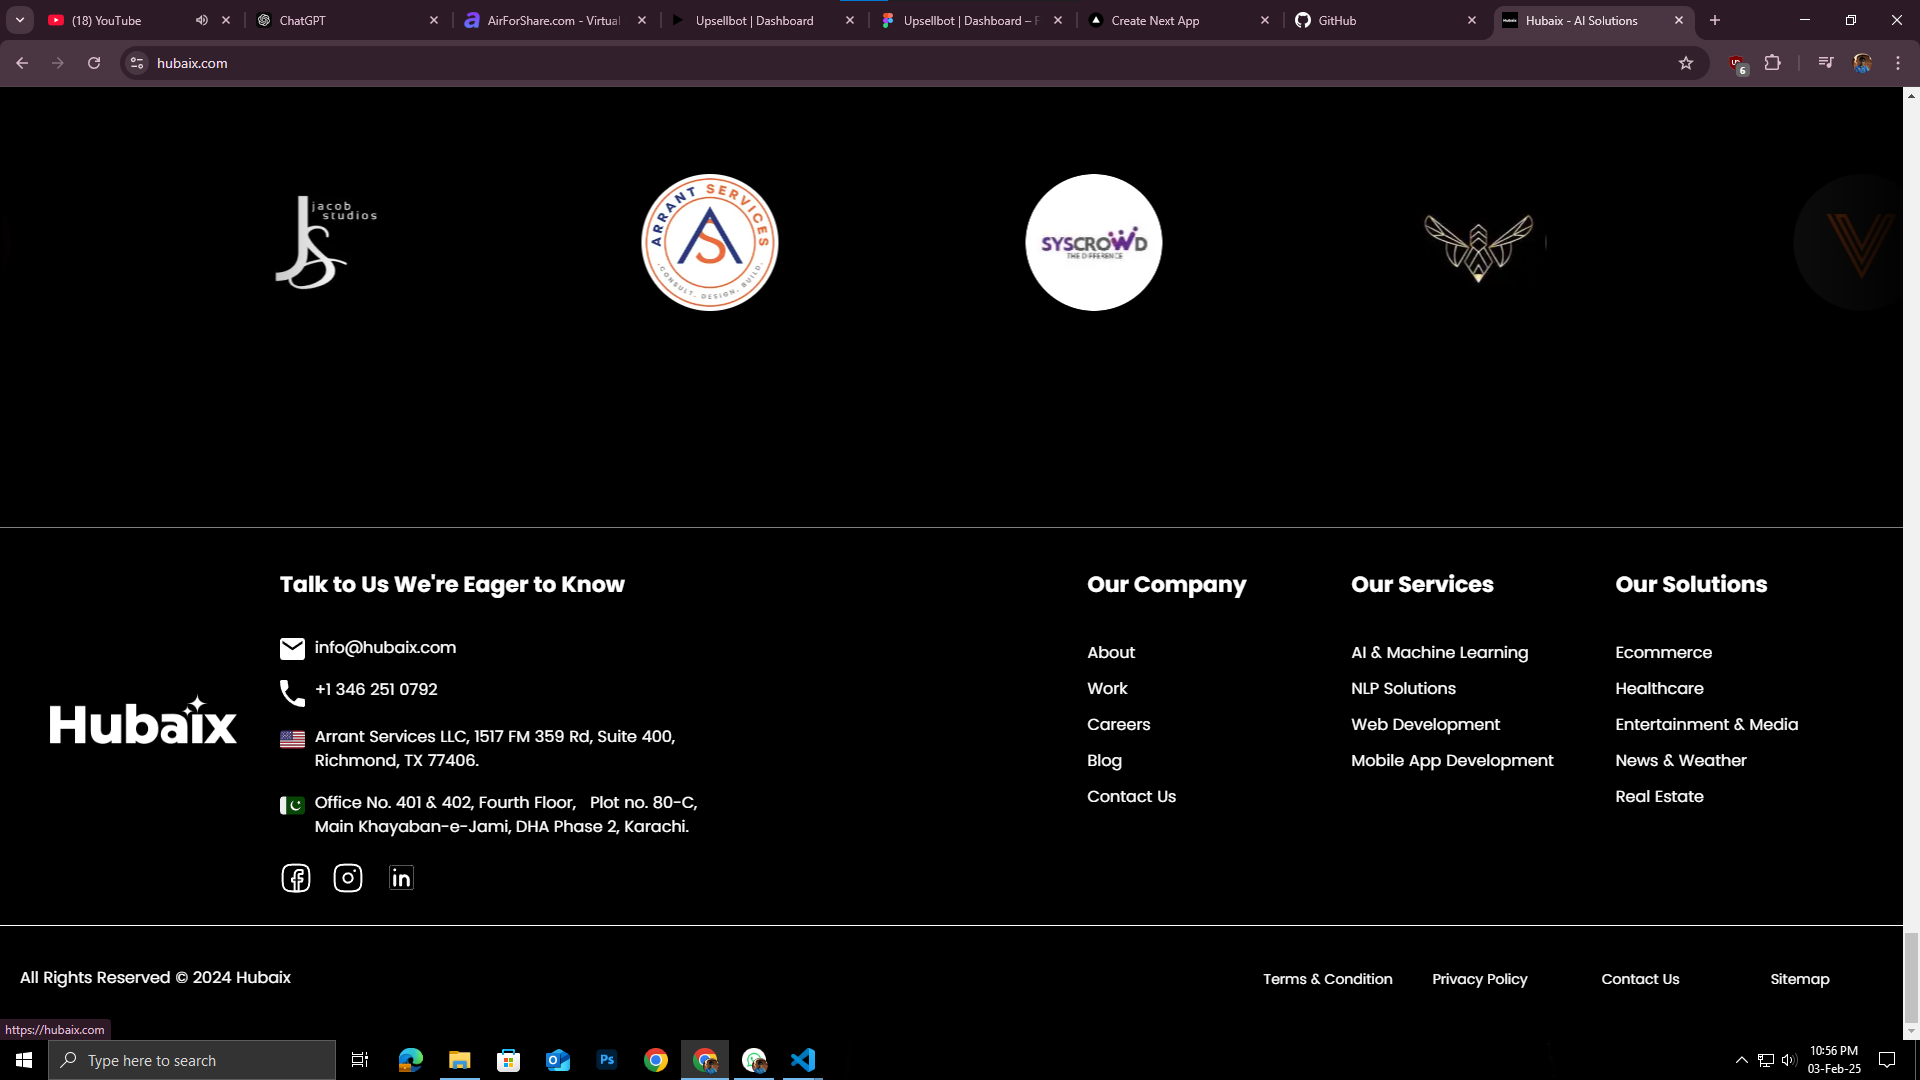 (18) YouTube
ChatGPT
AirForShare.com - Virtual
Upsellbot | Dashboard
Upsellbot | Dashboard – F
Create Next App
GitHub
Hubaix - AI Solutions
hubaix.com
6
jacob
studios
ARRANT SERVICES
AS
.CONSULT. DESIGN. BUILD.
SYSCROWD
THE DIFFERENCE
Talk to Us We're Eager to Know
info@hubaix.com
+1 346 251 0792
Hubaix
Arrant Services LLC, 1517 FM 359 Rd, Suite 400,
Richmond, TX 77406.
Office No. 401 & 402, Fourth Floor, Plot no. 80-C,
Main Khayaban-e-Jami, DHA Phase 2, Karachi.
in
Our Company
About
Work
Careers
Blog
Contact Us
Our Services
AI & Machine Learning
NLP Solutions
Web Development
Mobile App Development
Our Solutions
Ecommerce
Healthcare
Entertainment & Media
News & Weather
Real Estate
All Rights Reserved © 2024 Hubaix
Terms & Condition
Privacy Policy
Contact Us
Sitemap
https://hubaix.com
Type here to search
Ps
10:56 PM
03-Feb-25